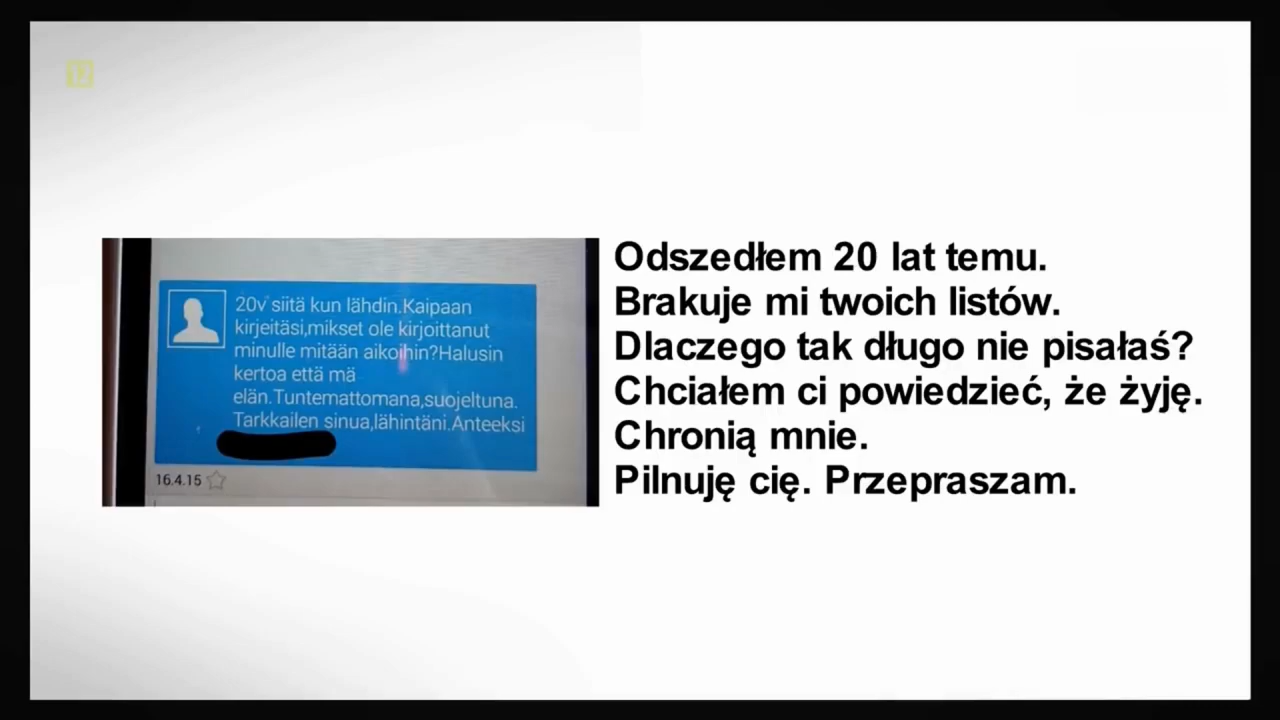 U
20v siitä kun lähdin.Kaipaan
kirjeitäsi,mikset ole kirjoittanut
minulle mitään aikoihin?Halusin
kertoa että mä
elän.Tuntemattomana,suojeltuna.
Tarkkailen sinua,lähintäni.Anteeksi
16.4.15
Odszedłem 20 lat temu.
Brakuje mi twoich listów.
Dlaczego tak długo nie pisałaś?
Chciałem ci powiedzieć, że żyję.
Chronią mnie.
Pilnuję cię. Przepraszam.